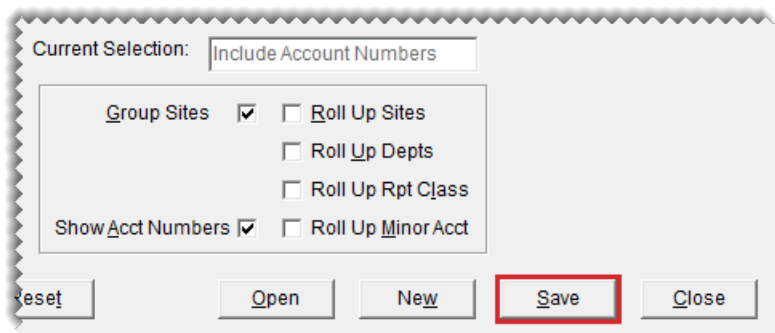 Current Selection: Include Account Numbers
Group Sites Roll Up Sites
Roll Up Depts
Roll Up Rpt Class
Show Acct Numbers Roll Up Minor Acct
Reset Open New Save Close